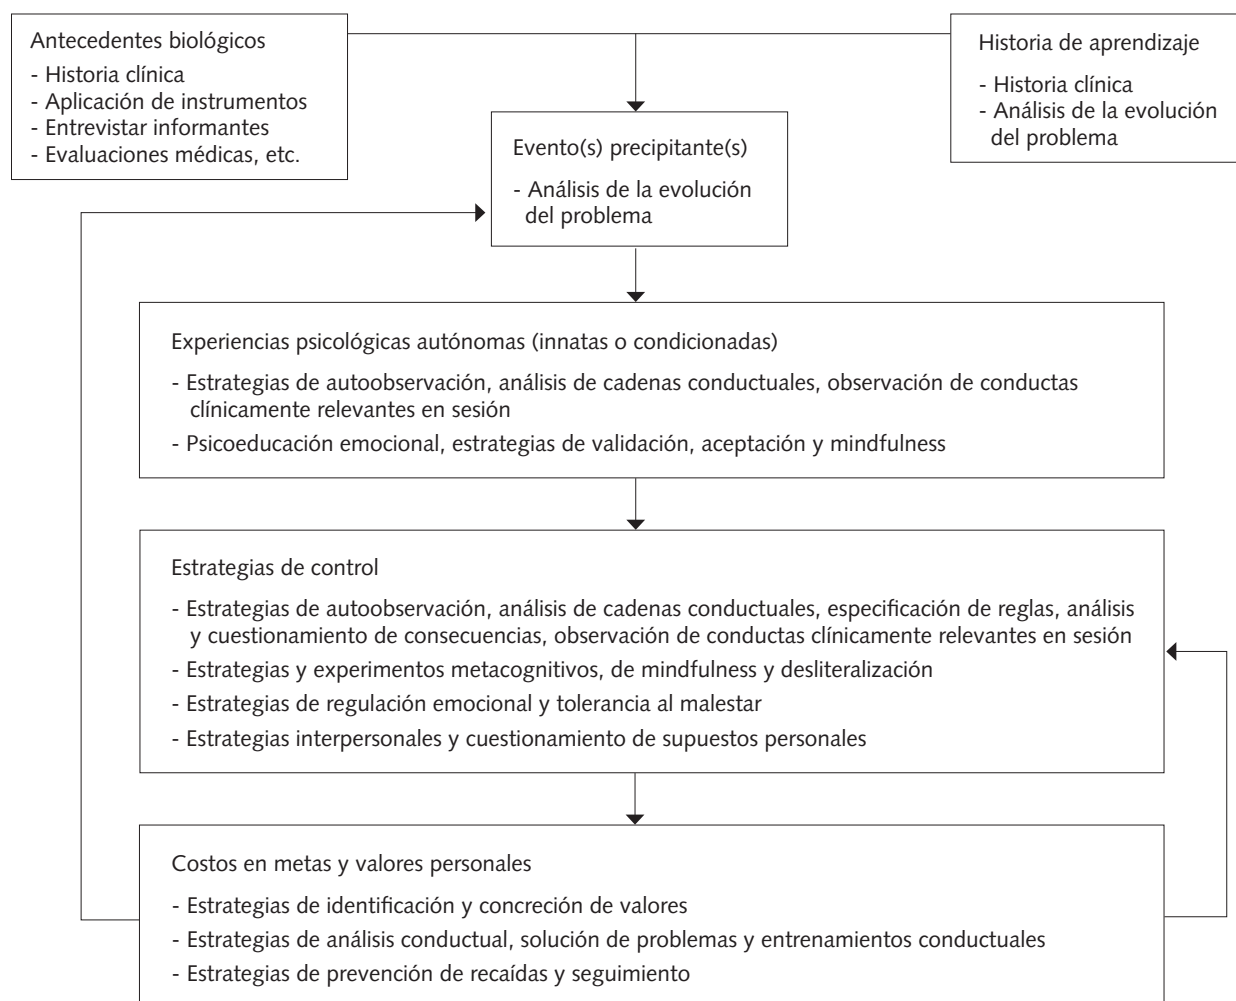 Antecedentes biológicos
- Historia clínica
- Aplicación de instrumentos
- Entrevistar informantes
- Evaluaciones médicas, etc.
Historia de aprendizaje
- Historia clínica
- Análisis de la evolución
del problema
Evento(s) precipitante(s)
- Análisis de la evolución
del problema
Experiencias psicológicas autónomas (innatas o condicionadas)
- Estrategias de autoobservación, análisis de cadenas conductuales, observación de conductas
clínicamente relevantes en sesión
- Psicoeducación emocional, estrategias de validación, aceptación y mindfulness
Estrategias de control
- Estrategias de autoobservación, análisis de cadenas conductuales, especificación de reglas, análisis
y cuestionamiento de consecuencias, observación de conductas clínicamente relevantes en sesión
- Estrategias y experimentos metacognitivos, de mindfulness y desliteralización
- Estrategias de regulación emocional y tolerancia al malestar
- Estrategias interpersonales y cuestionamiento de supuestos personales
Costos en metas y valores personales
- Estrategias de identificación y concreción de valores
- Estrategias de análisis conductual, solución de problemas y entrenamientos conductuales
- Estrategias de prevención de recaídas y seguimiento